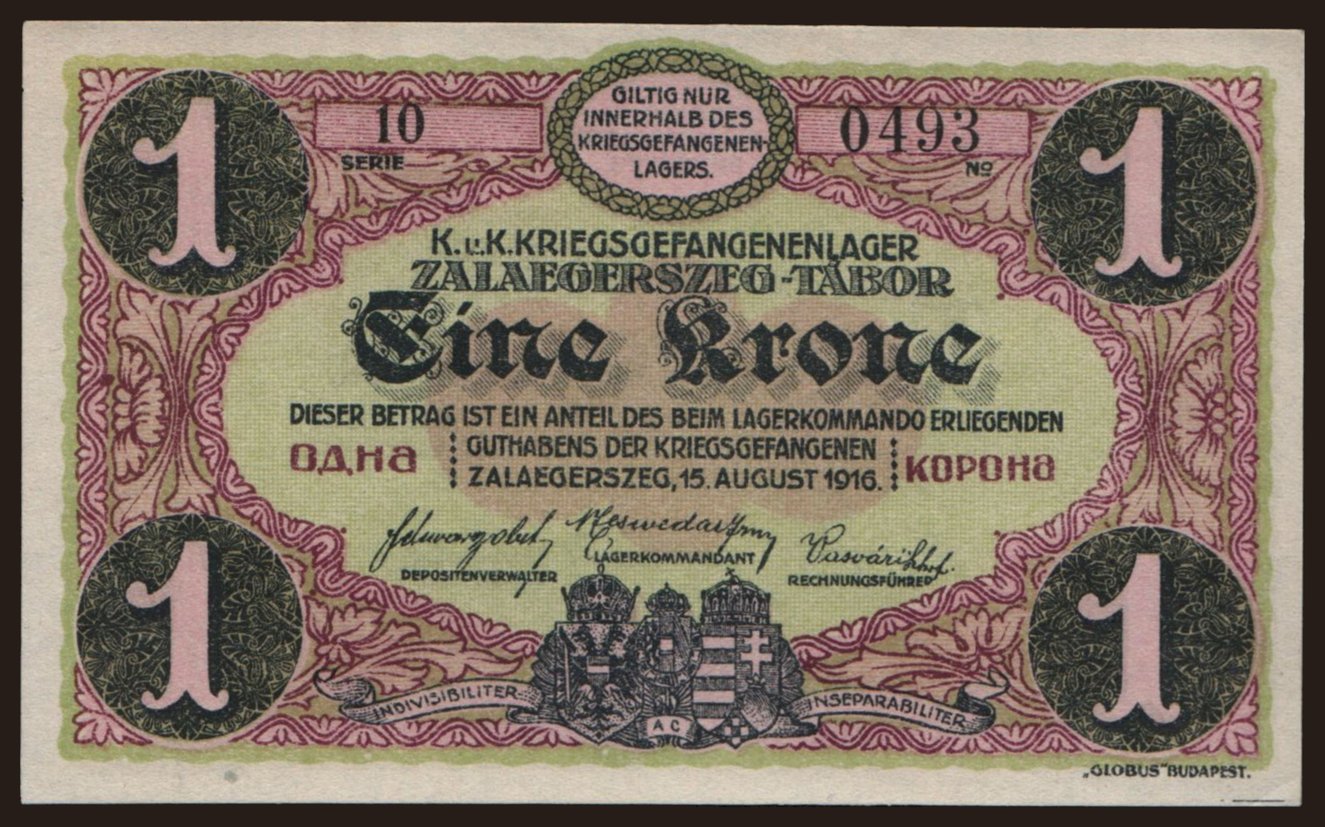 1
1
10
SERIE
GILTIG NUR
INNERHALB DES
KRIEGSGEFANGENEN-
LAGERS.
0493
No
K.u.K.KRIEGSGEFANGENENLAGER
ZALAEGERSZEG-TÁBOR
Eine Krone
DIESER BETRAG IST EIN ANTEIL DES BEIM LAGERKOMMANDO ERLIEGENDEN
GUTHABENS DER KRIEGSGEFANGENEN
ОДНА
КОРОНА
ZALAEGERSZEG, 15. AUGUST 1916.
DEPOSITENVERWALTER
LAGERKOMMANDANT
RECHNUNGSFÜHRER
1
1
INDIVISIBILITER
AC
INSEPARABILITER
„GLOBUS" BUDAPEST.